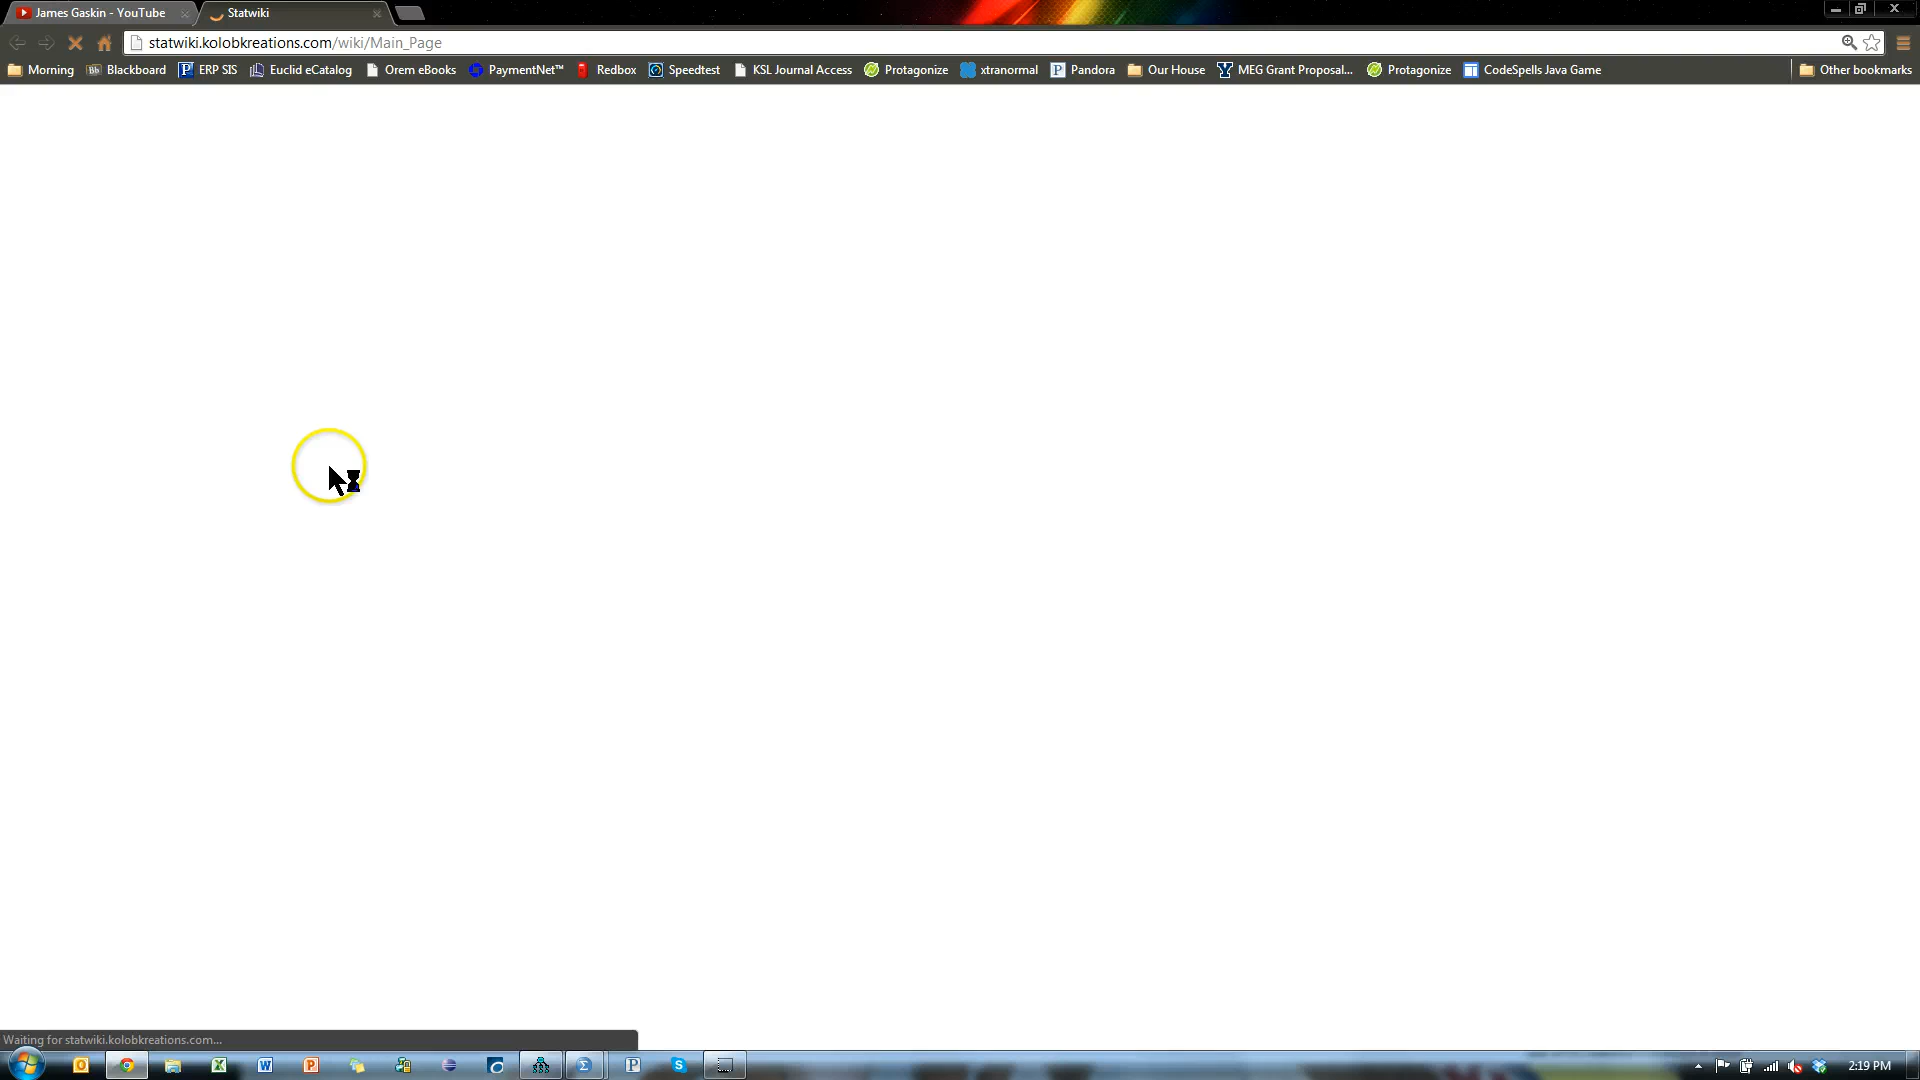 James Gaskin - YouTube
Statwiki
statwiki.kolobkreations.com/wiki/Main_Page
Morning Bb Blackboard P ERP SIS Euclid eCatalog Orem eBooks PaymentNet™ Redbox Speedtest KSL Journal Access Protagonize xtranormal P Pandora Our House Y MEG Grant Proposal... Protagonize CodeSpells Java Game Other bookmarks
Waiting for statwiki.kolobkreations.com...
2:19 PM